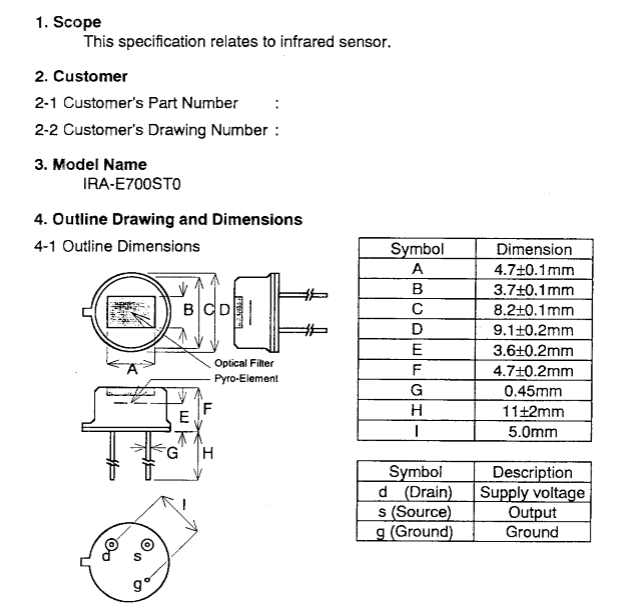 1. Scope
This specification relates to infrared sensor.
2. Customer
2-1 Customer's Part Number :
2-2 Customer's Drawing Number :
3. Model Name
IRA-E700ST0
4. Outline Drawing and Dimensions
4-1 Outline Dimensions
B C D
Optical Filter
A
Pyro-Element
E F
G H
I
d s
g
Symbol Dimension
A 4.7±0.1mm
B 3.7±0.1mm
C 8.2±0.1mm
D 9.1±0.2mm
E 3.6±0.2mm
F 4.7±0.2mm
G 0.45mm
H 11±2mm
I 5.0mm
Symbol Description
d (Drain) Supply voltage
s (Source) Output
g (Ground) Ground